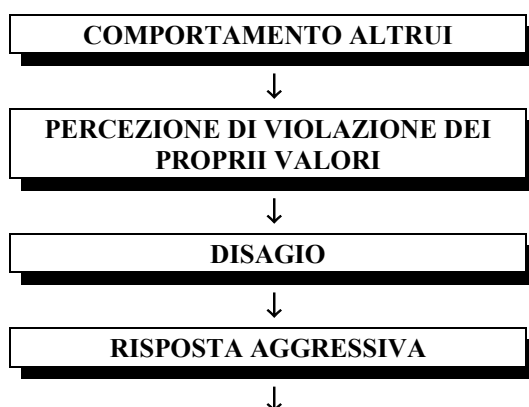 COMPORTAMENTO ALTRUI
↓
PERCEZIONE DI VIOLAZIONE DEI
PROPRII VALORI
↓
DISAGIO
↓
RISPOSTA AGGRESSIVA
↓